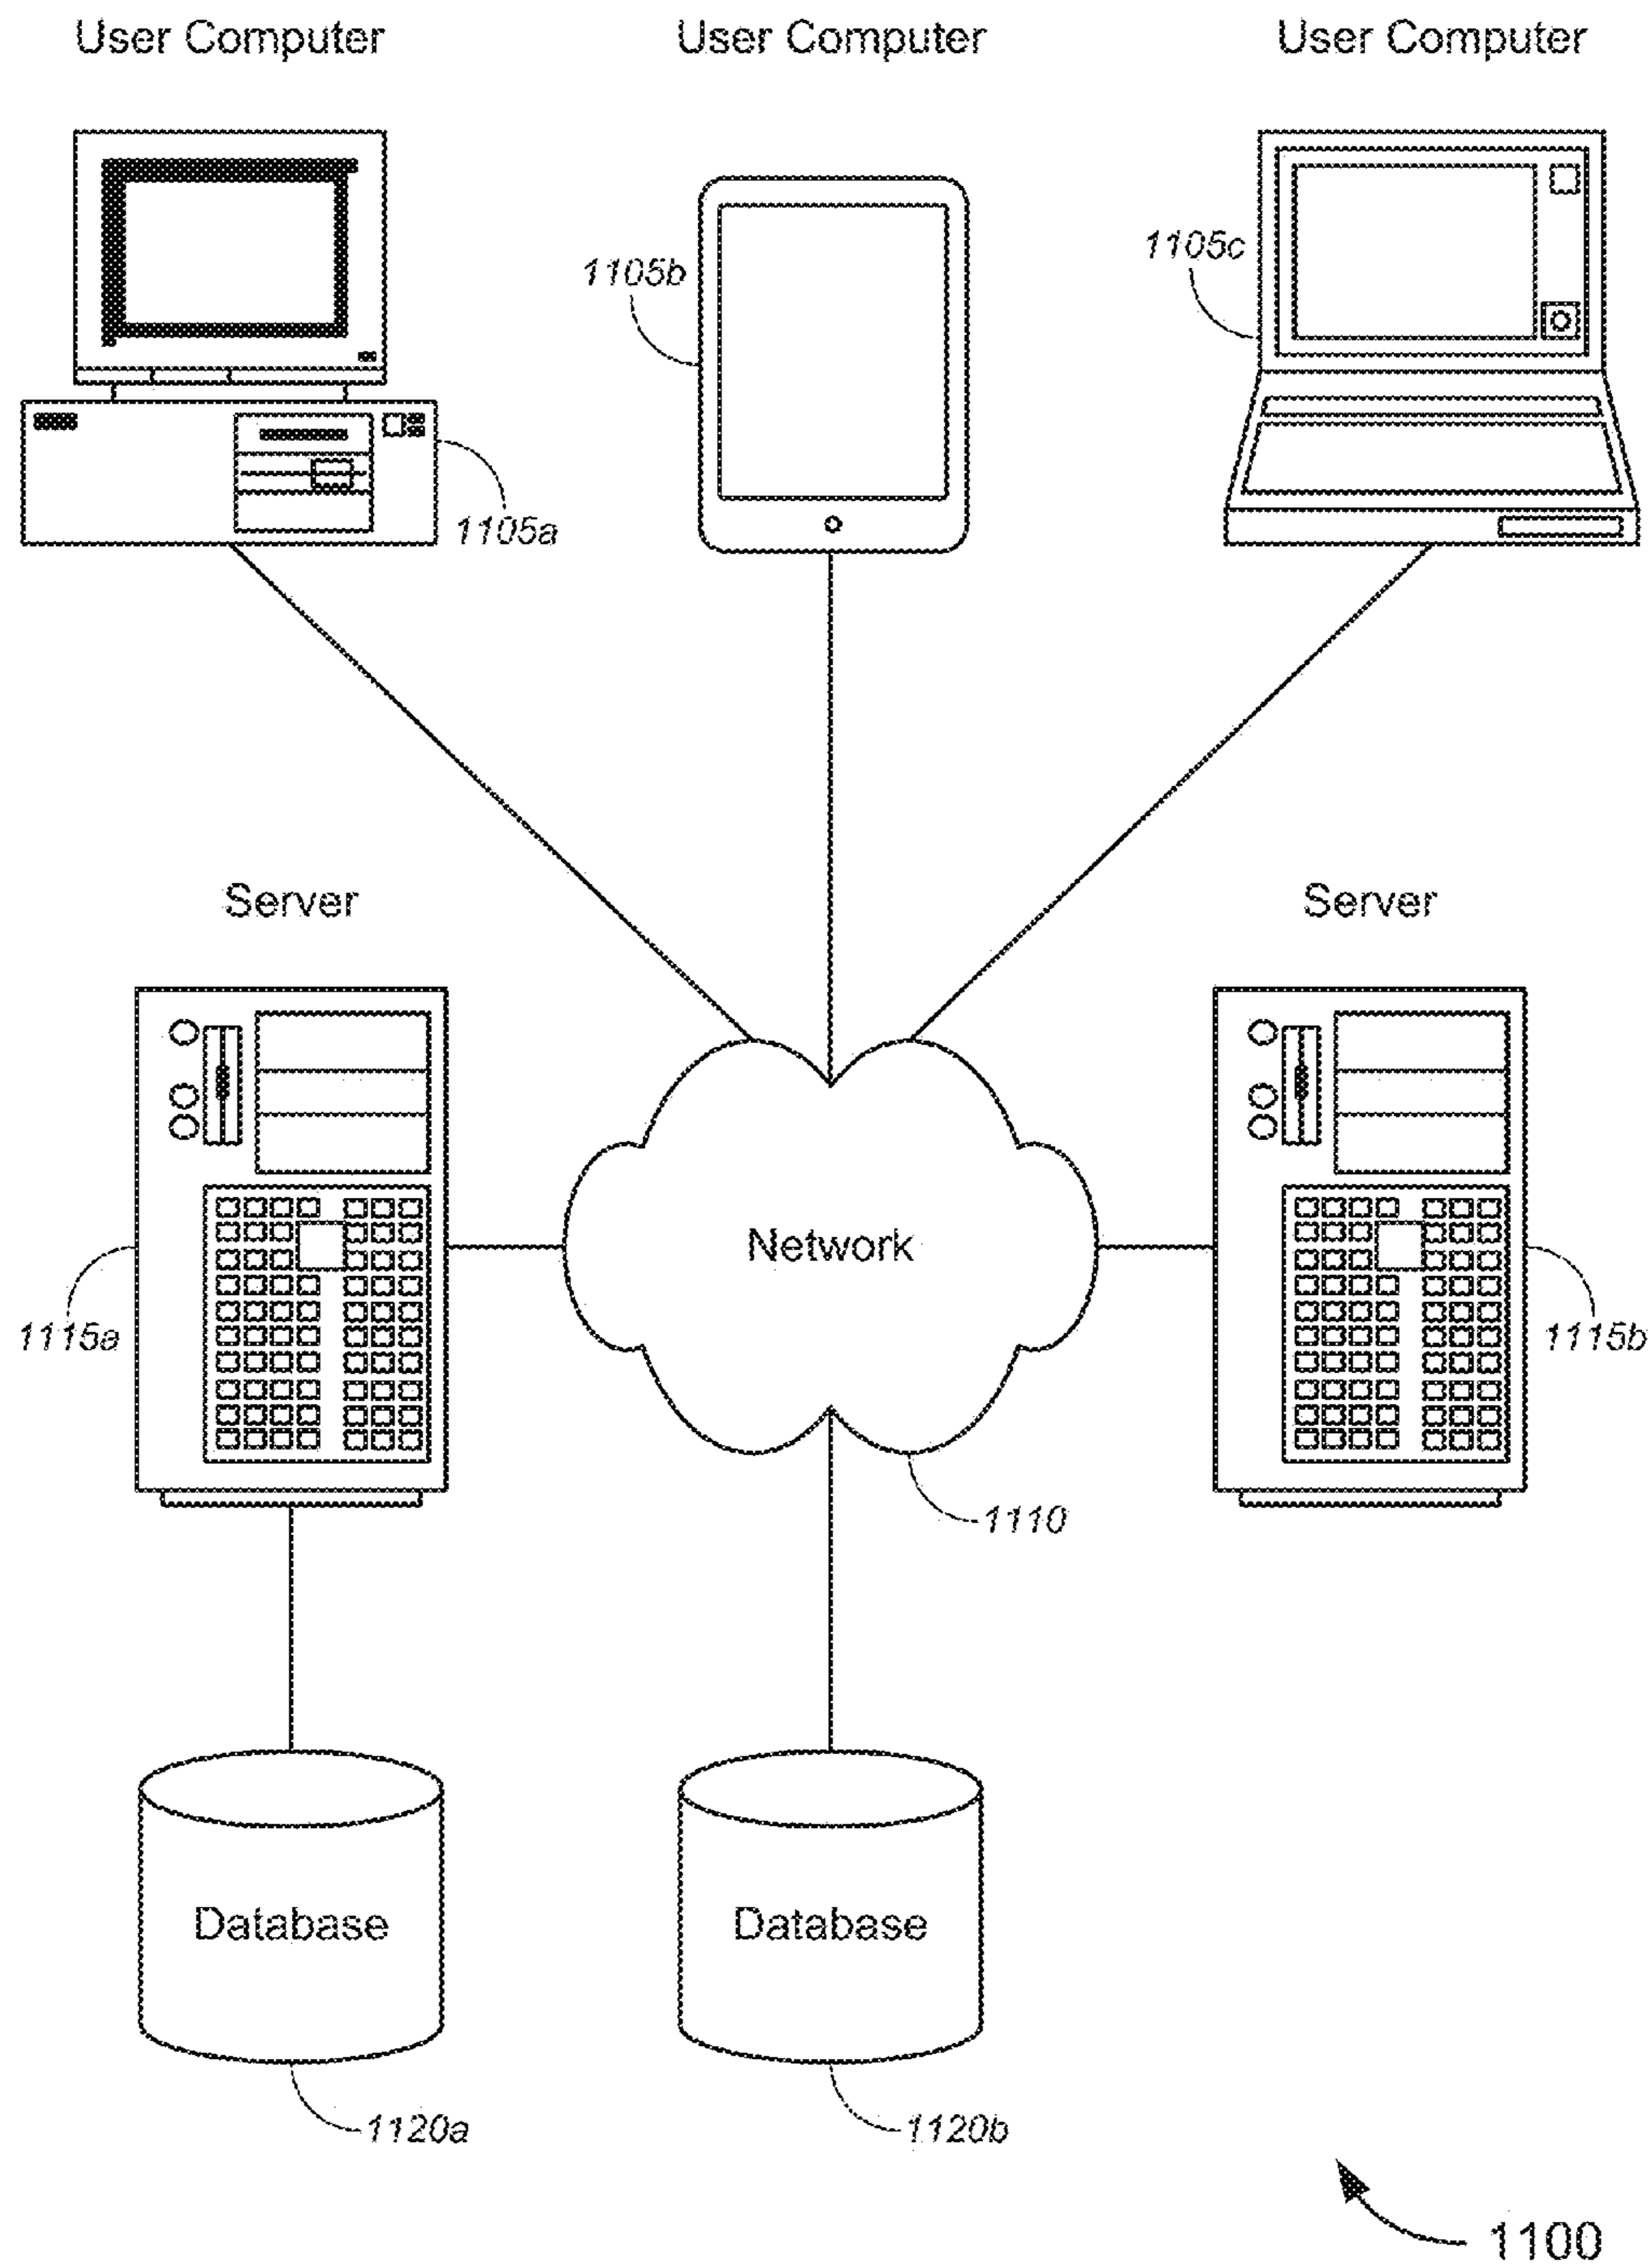 User Computer
User Computer
User Computer
1105a
1105b
1105c
Server
Server
Network
1115a
1115b
1110
Database
Database
1120a
1120b
1100